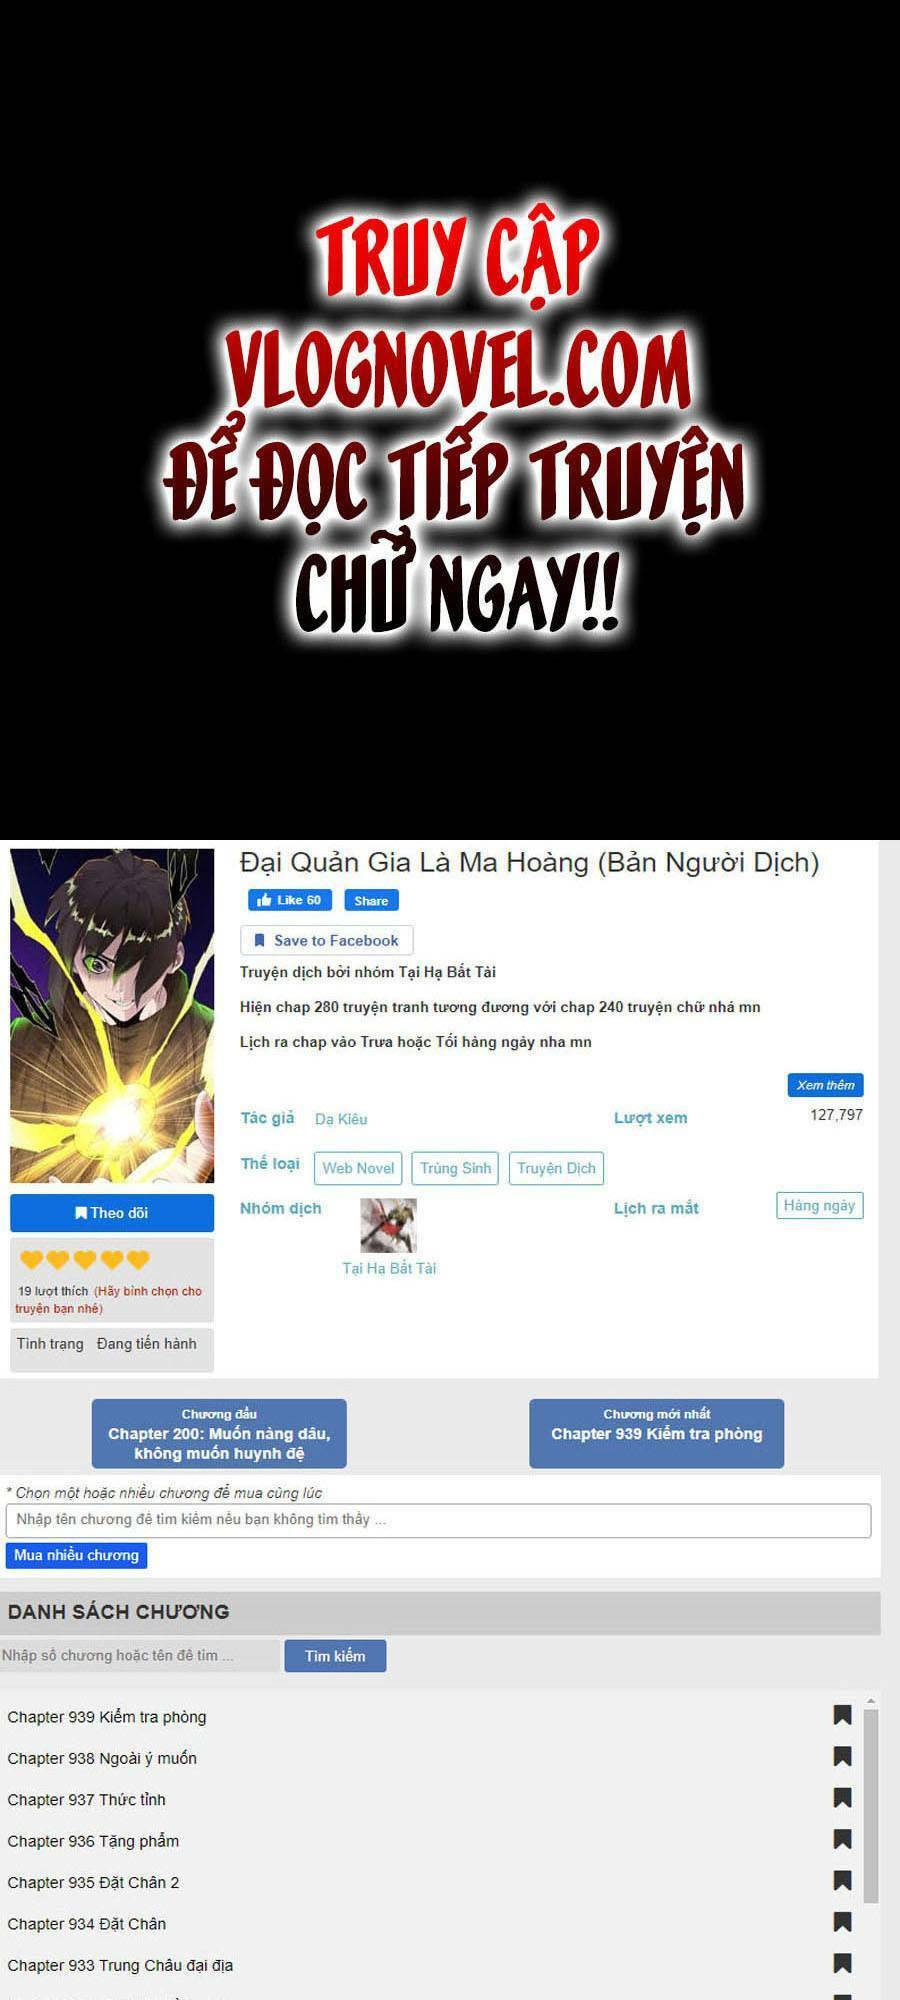 TRUY CẬP
VLOGNOVEL.COM
ĐỂ ĐỌC TIẾP TRUYỆN
CHỮ NGAY!!
Đại Quản Gia Là Ma Hoàng (Bản Người Dịch)
Like 60 Share
Save to Facebook
Truyện dịch bởi nhóm Tại Hạ Bất Tài
Hiện chap 280 truyện tranh tương đương với chap 240 truyện chữ nhá mn
Lịch ra chap vào Trưa hoặc Tối hàng ngày nha mn
Xem thêm
Tác giả Dạ Kiêu Lượt xem 127,797
Thể loại Web Novel Trùng Sinh Truyện Dịch
Nhóm dịch Lịch ra mắt Hàng ngày
Tại Hạ Bất Tài
Theo dõi
19 lượt thích (Hãy bình chọn cho
truyện bạn nhé)
Tình trạng Đang tiến hành
Chương đầu
Chapter 200: Muốn nàng dâu,
không muốn huynh đệ
Chương mới nhất
Chapter 939 Kiểm tra phòng
* Chọn một hoặc nhiều chương để mua cùng lúc
Nhập tên chương để tìm kiếm nếu bạn không tìm thấy ...
Mua nhiều chương
DANH SÁCH CHƯƠNG
Nhập số chương hoặc tên để tìm ... Tìm kiếm
Chapter 939 Kiểm tra phòng
Chapter 938 Ngoài ý muốn
Chapter 937 Thức tỉnh
Chapter 936 Tặng phẩm
Chapter 935 Đặt Chân 2
Chapter 934 Đặt Chân
Chapter 933 Trung Châu đại địa